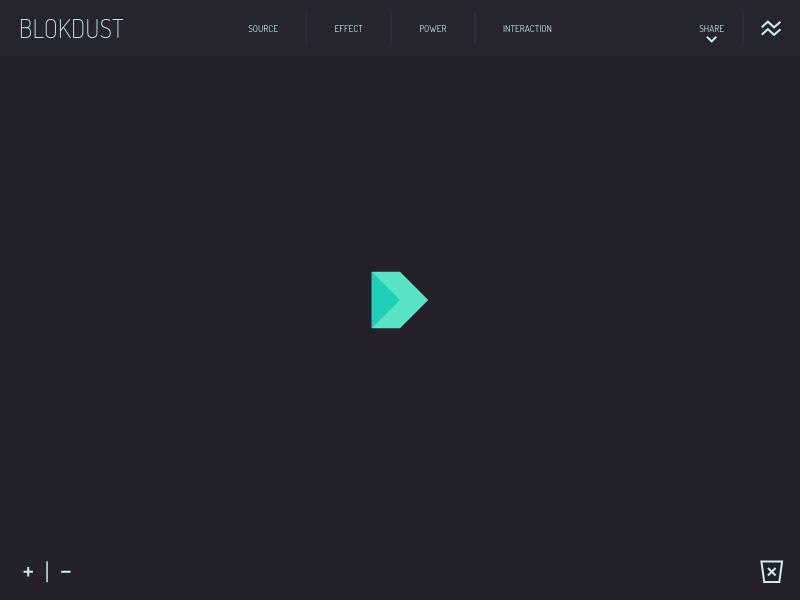 BLOKDUST
SOURCE
EFFECT
POWER
INTERACTION
SHARE